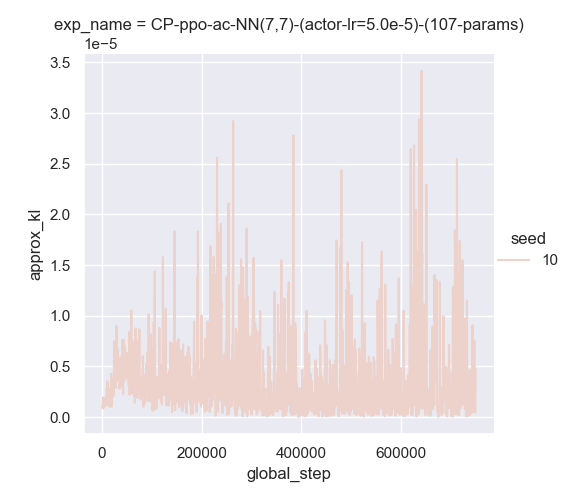 exp_name = CP-ppo-ac-NN(7,7)-(actor-lr=5.0e-5)-(107-params)
1e−5
3.5
3.0
2.5
2.0
1.5
1.0
0.5
0.0
approx_kl
0
200000
400000
600000
global_step
seed
10